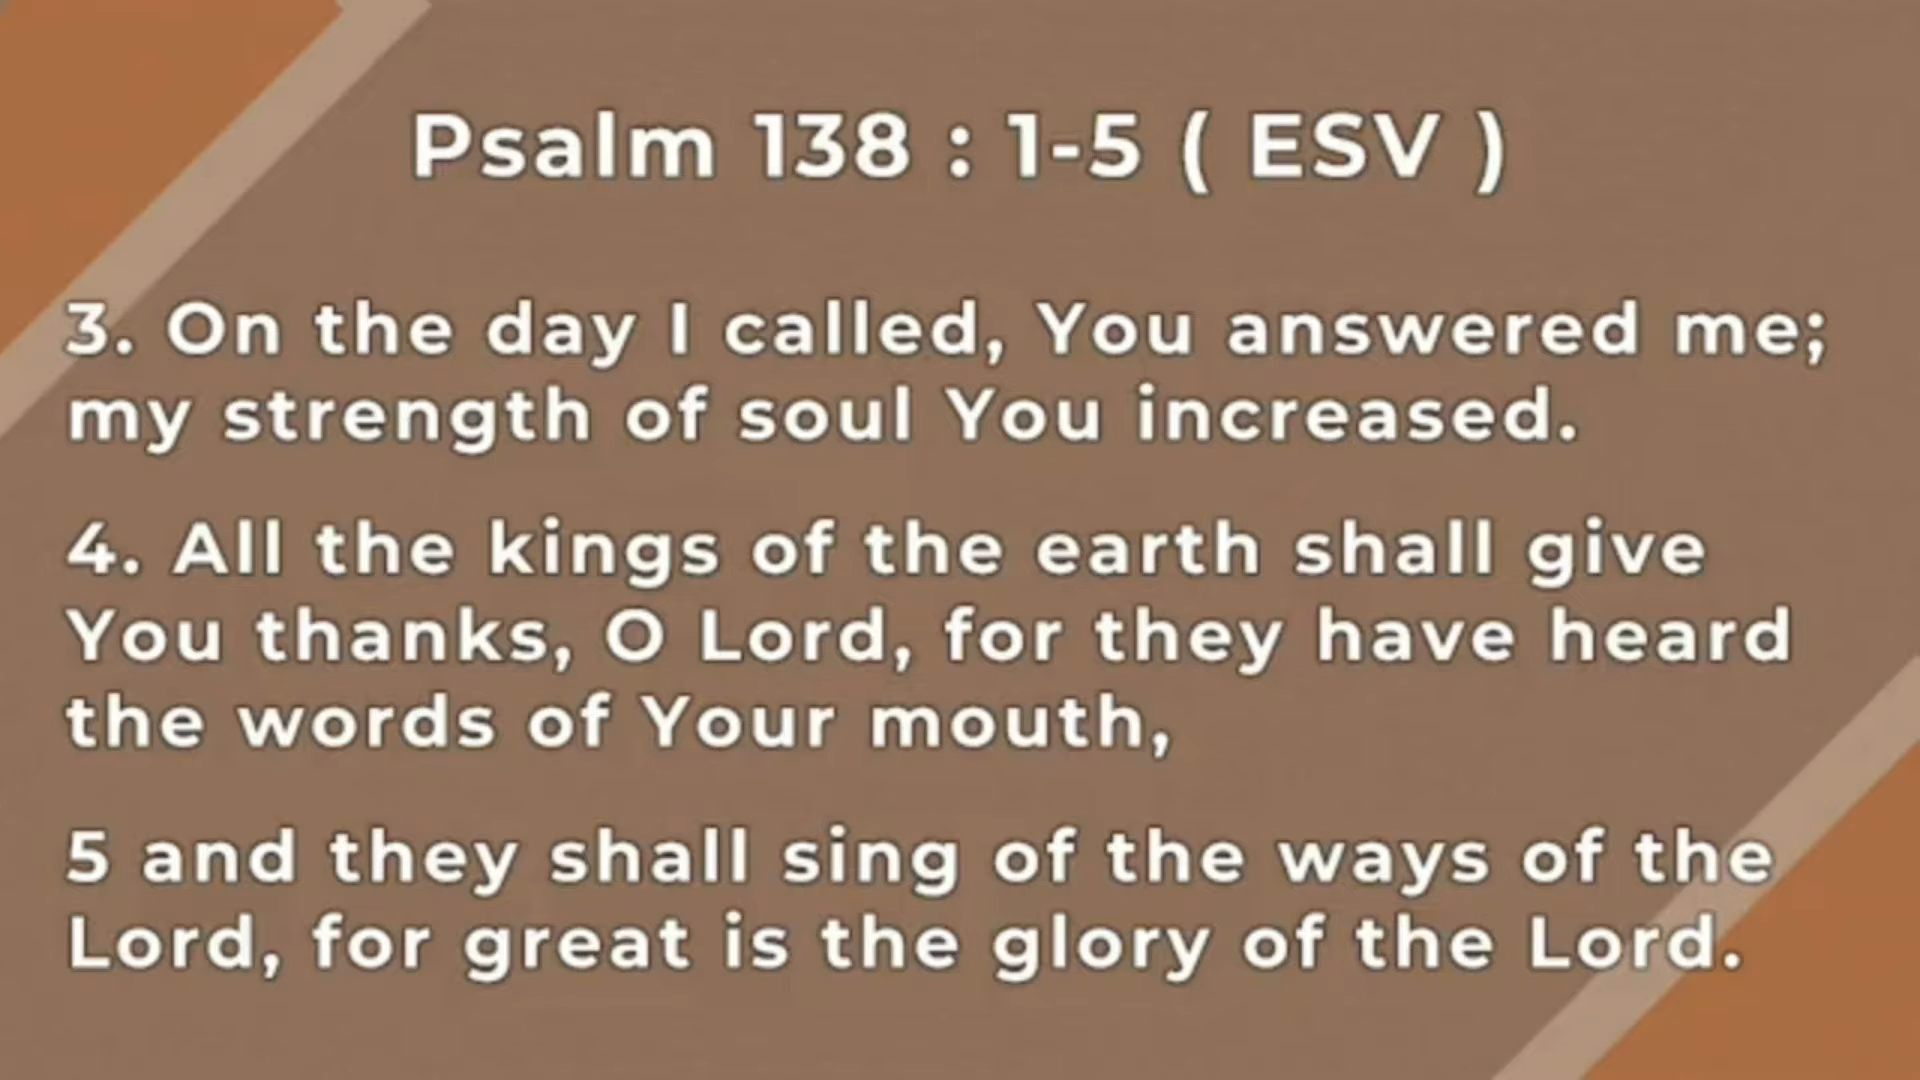 Psalm 138 : 1-5 ( ESV )
3. On the day I called, You answered me;
my strength of soul You increased.
4. All the kings of the earth shall give
You thanks, O Lord, for they have heard
the words of Your mouth,
5 and they shall sing of the ways of the
Lord, for great is the glory of the Lord.